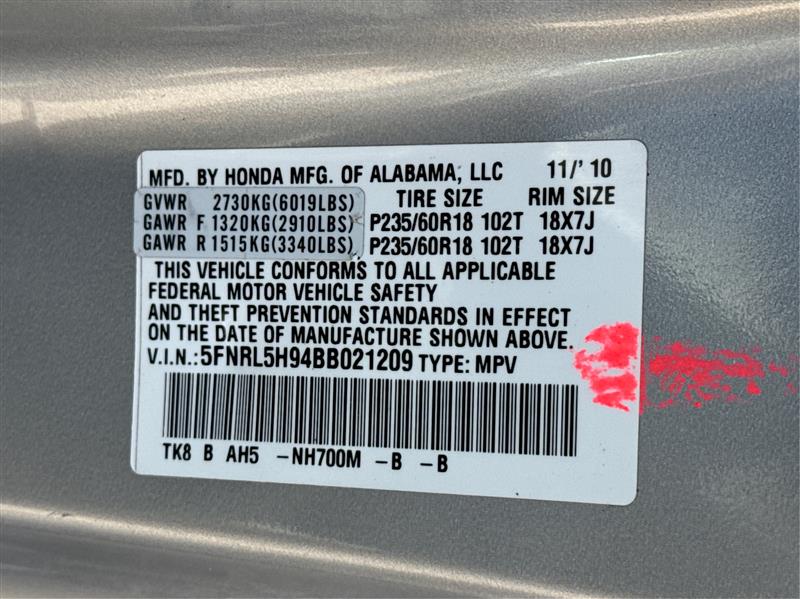 MFD. BY HONDA MFG. OF ALABAMA, LLC 11/'10
GVWR 2730KG(6019LBS) TIRE SIZE RIM SIZE
GAWR F 1320KG(2910LBS) P235/60R18 102T 18X7J
GAWR R 1515KG(3340LBS) P235/60R18 102T 18X7J
THIS VEHICLE CONFORMS TO ALL APPLICABLE
FEDERAL MOTOR VEHICLE SAFETY
AND THEFT PREVENTION STANDARDS IN EFFECT
ON THE DATE OF MANUFACTURE SHOWN ABOVE.
V.I.N.:5FNRL5H94BB021209 TYPE: MPV
TK8 B AH5 -NH700M -B -B